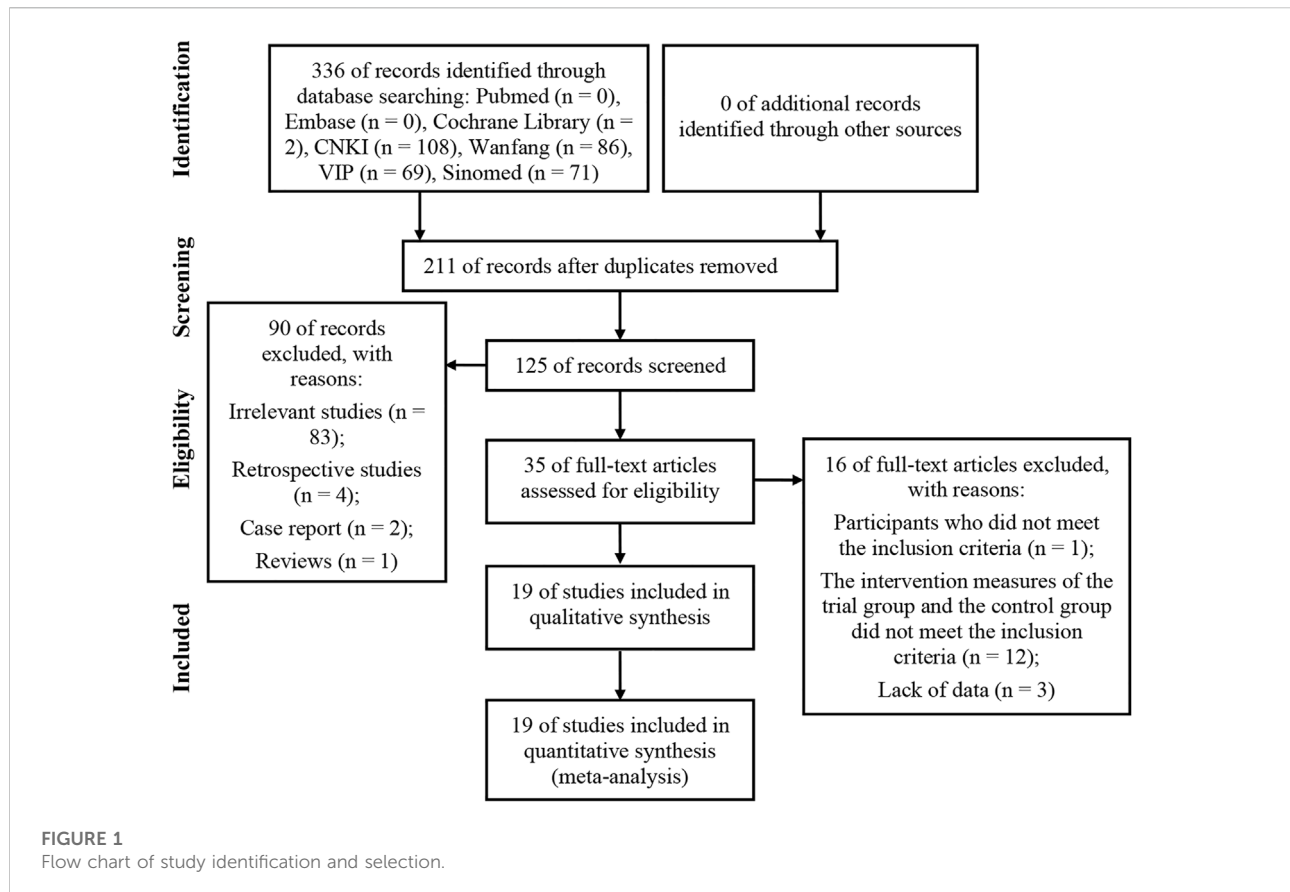 Identification
336 of records identified through
database searching: Pubmed (n = 0),
Embase (n = 0), Cochrane Library (n =
2), CNKI (n = 108), Wanfang (n = 86),
VIP (n = 69), Sinomed (n = 71)
0 of additional records
identified through other sources
Screening
211 of records after duplicates removed
125 of records screened
90 of records
excluded, with
reasons:
Irrelevant studies (n =
83);
Retrospective studies
(n = 4);
Case report (n = 2);
Reviews (n = 1)
Eligibility
35 of full-text articles
assessed for eligibility
16 of full-text articles excluded,
with reasons:
Participants who did not meet
the inclusion criteria (n = 1);
The intervention measures of the
trial group and the control group
did not meet the inclusion
criteria (n = 12);
Lack of data (n = 3)
Included
19 of studies included in
qualitative synthesis
19 of studies included in
quantitative synthesis
(meta-analysis)
FIGURE 1
Flow chart of study identification and selection.